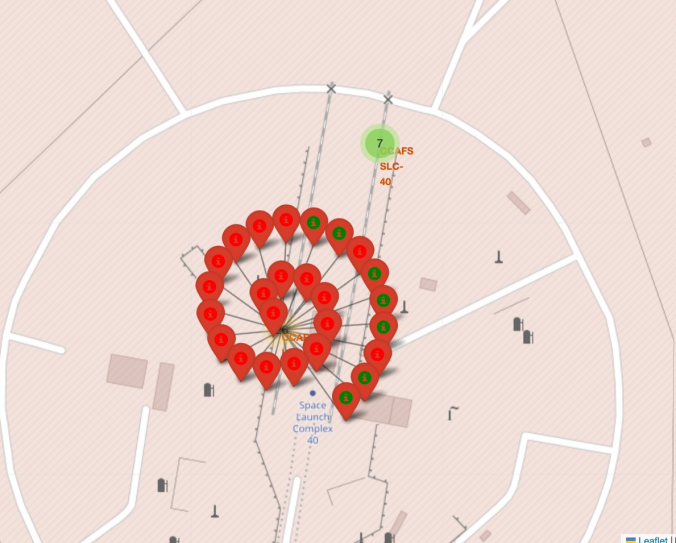 7
CCAFS
SLC-
40
Space
Launch
Complex
40
Leaflet